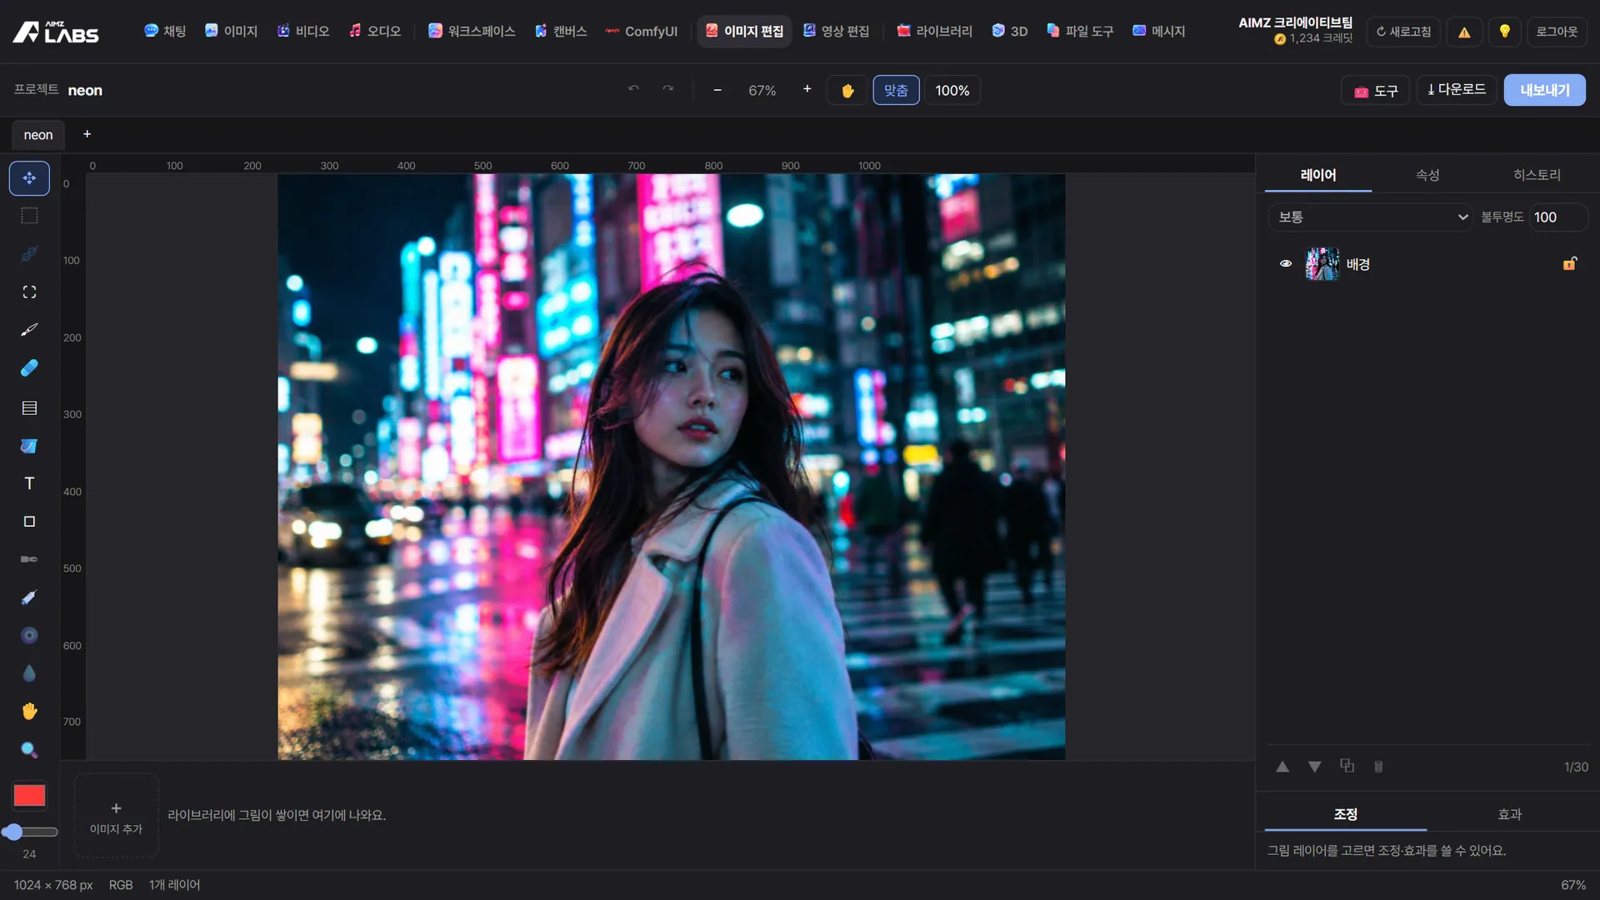 AIMZ
LABS
채팅
이미지
비디오
오디오
워크스페이스
캔버스
ComfyUI
이미지 편집
영상 편집
라이브러리
3D
파일 도구
메시지
AIMZ 크리에이티브팀
1,234 크레딧
새로고침
로그아웃
프로젝트 neon
− 67% +
맞춤
100%
도구
다운로드
내보내기
neon +
0 100 200 300 400 500 600 700 800 900 1000
0
100
200
300
400
500
600
700
레이어 속성 히스토리
보통 불투명도 100
배경
T
1/30
24
+
이미지 추가
라이브러리에 그림이 쌓이면 여기에 나와요.
조정 효과
그림 레이어를 고르면 조정·효과를 쓸 수 있어요.
1024 × 768 px RGB 1개 레이어
67%